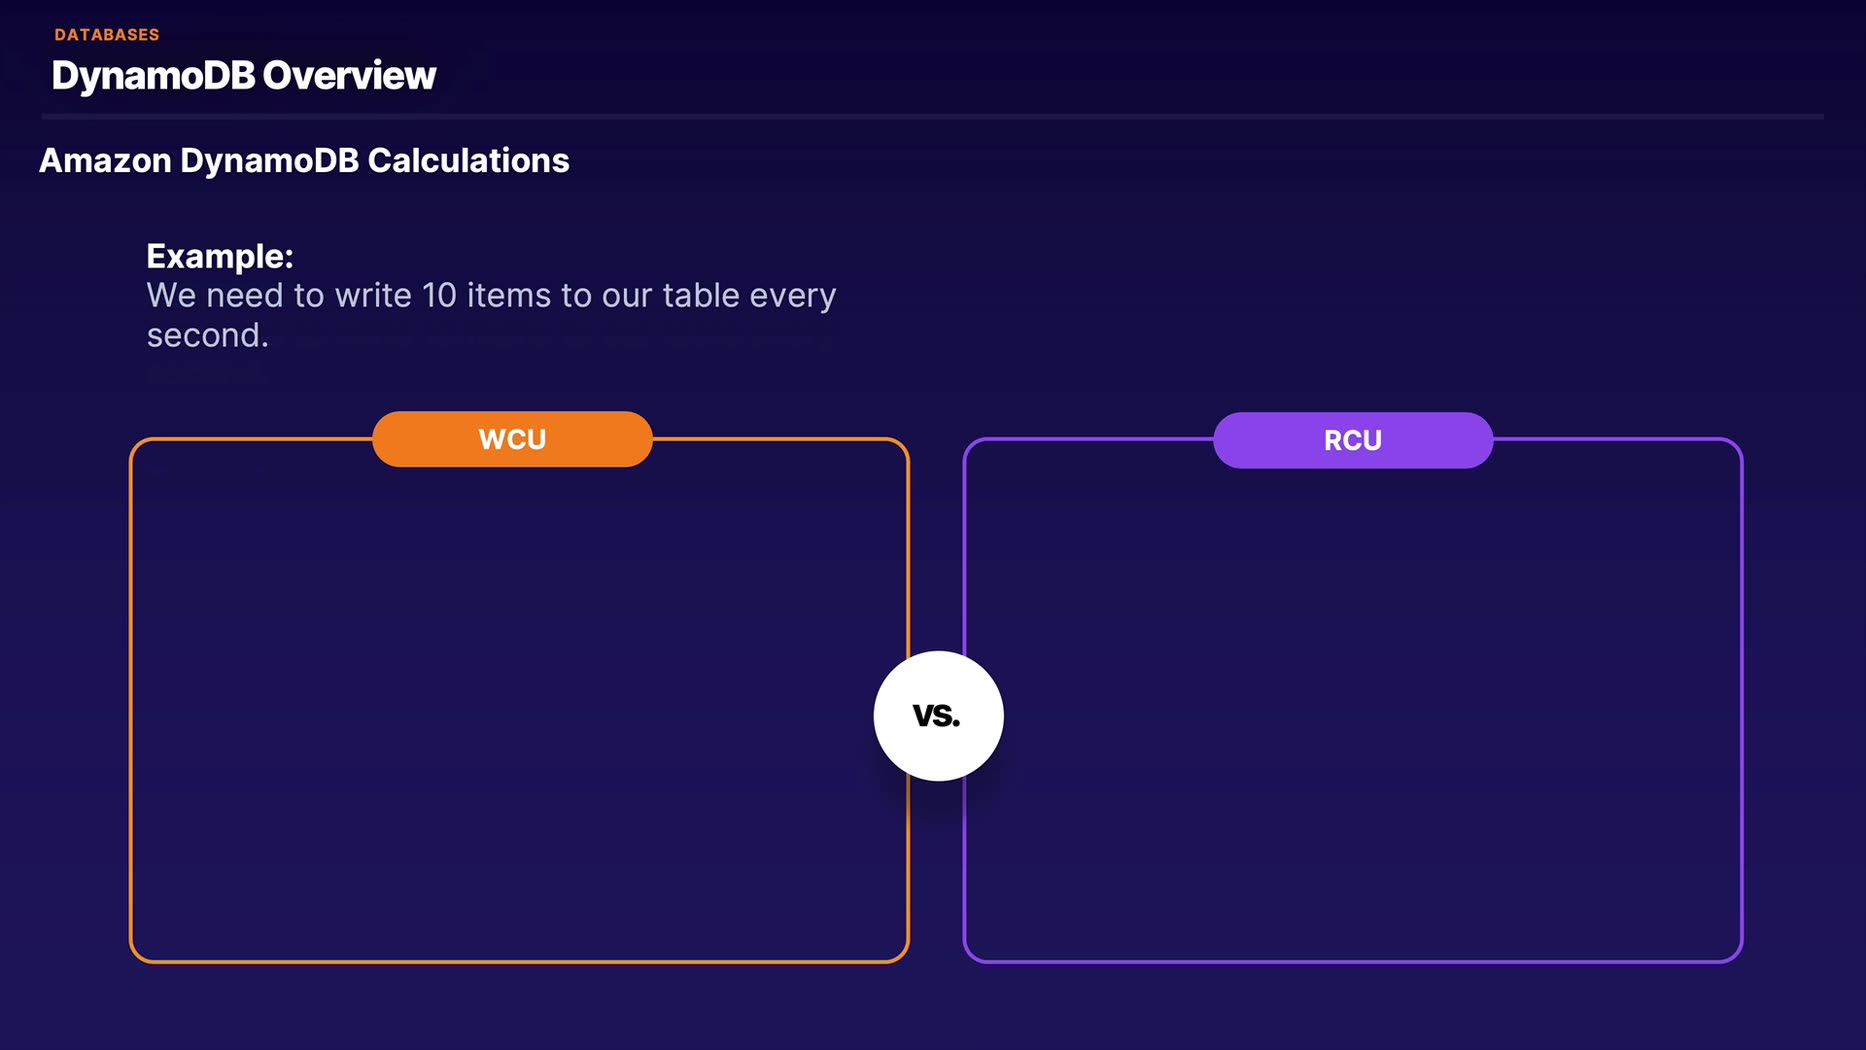 DATABASES
DynamoDB Overview
Amazon DynamoDB Calculations
Example:
We need to write 10 items to our table every
second.
WCU
RCU
VS.